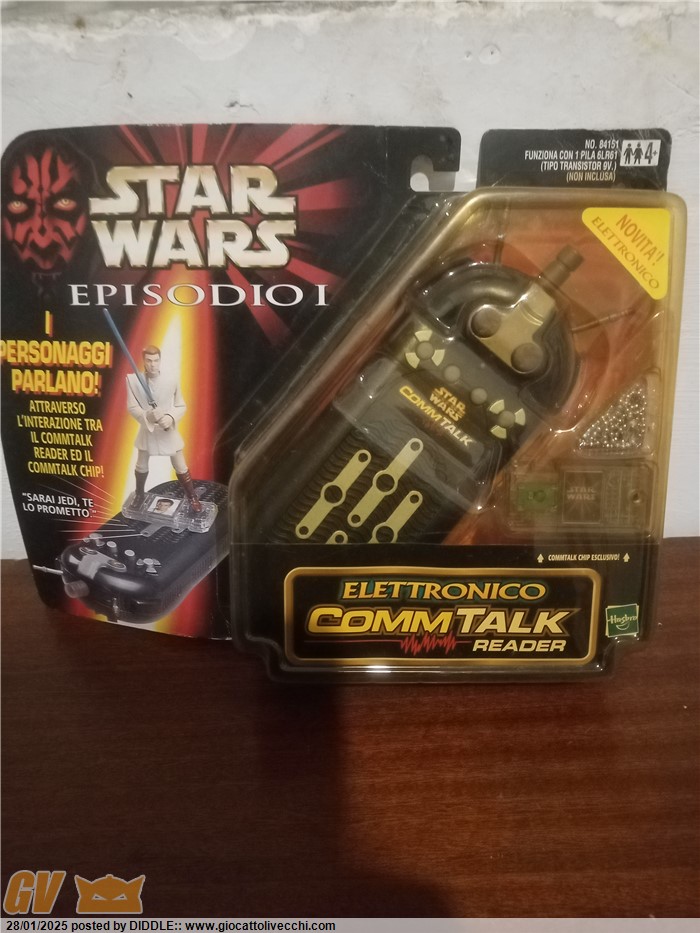 NO. 84151
FUNZIONA CON 1 PILA 6LR61
(TIPO TRANSISTOR 9V.)
(NON INCLUSA)
4+
STAR
WARS
EPISODIO I
NOVITA'!
ELETTRONICO
I
PERSONAGGI
PARLANO!
ATTRAVERSO
L'INTERAZIONE TRA
IL COMMTALK
READER ED IL
COMMTALK CHIP!
"SARAI JEDI, TE
LO PROMETTO"
STAR
WARS
COMMTALK
STAR
WARS
COMMTALK CHIP ESCLUSIVO!
ELETTRONICO
COMMTALK
READER
Hasbro
GV
28/01/2025 posted by DIDDLE:: www.giocattolivecchi.com